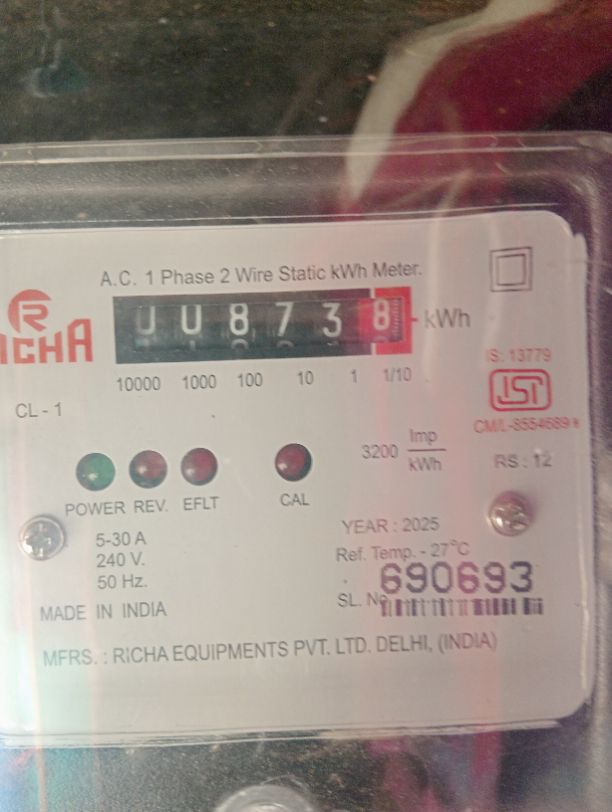 A.C. 1 Phase 2 Wire Static kWh Meter.
R
RICHA
0 0 8 7 3 8 kWh
10000 1000 100 10 1 1/10
IS: 13779
ISI
CM/L-8554689
CL - 1
3200 Imp
kWh
RS : 12
POWER REV. EFLT CAL
5-30 A
240 V.
50 Hz.
YEAR : 2025
Ref. Temp. - 27°C
SL. No. 690693
MADE IN INDIA
MFRS. : RICHA EQUIPMENTS PVT. LTD. DELHI, (INDIA)